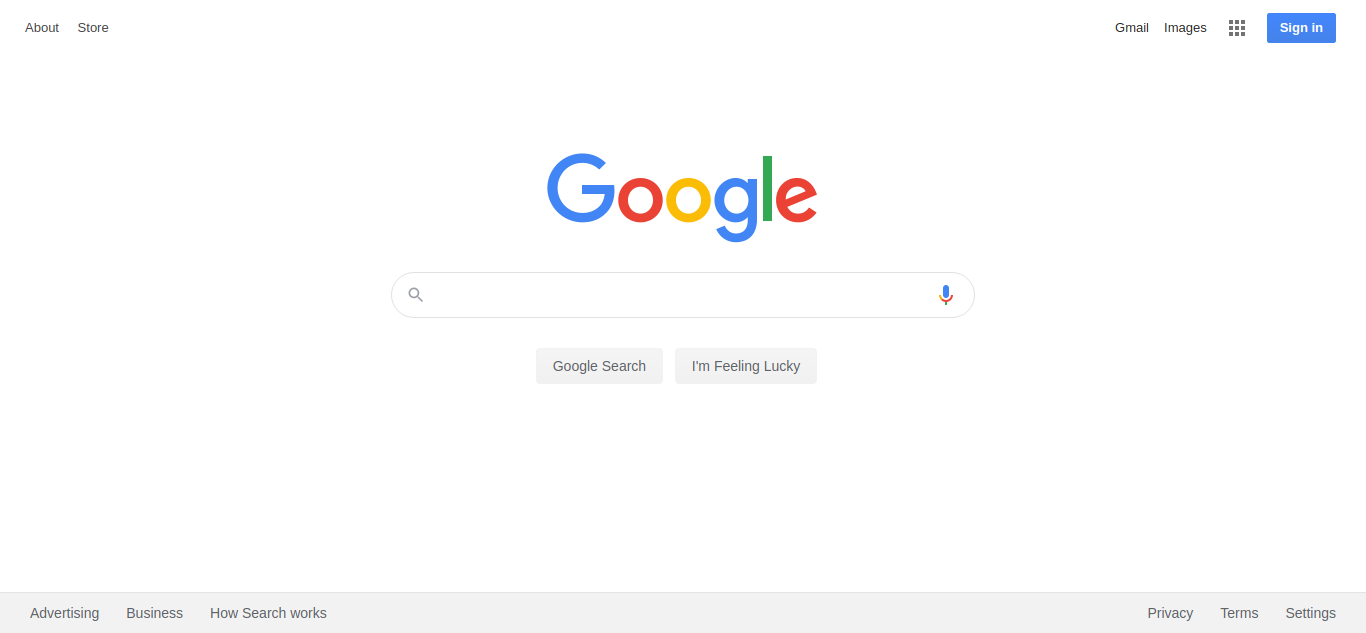 About Store Gmail Images Sign in
Google
Google Search I'm Feeling Lucky
Advertising Business How Search works Privacy Terms Settings